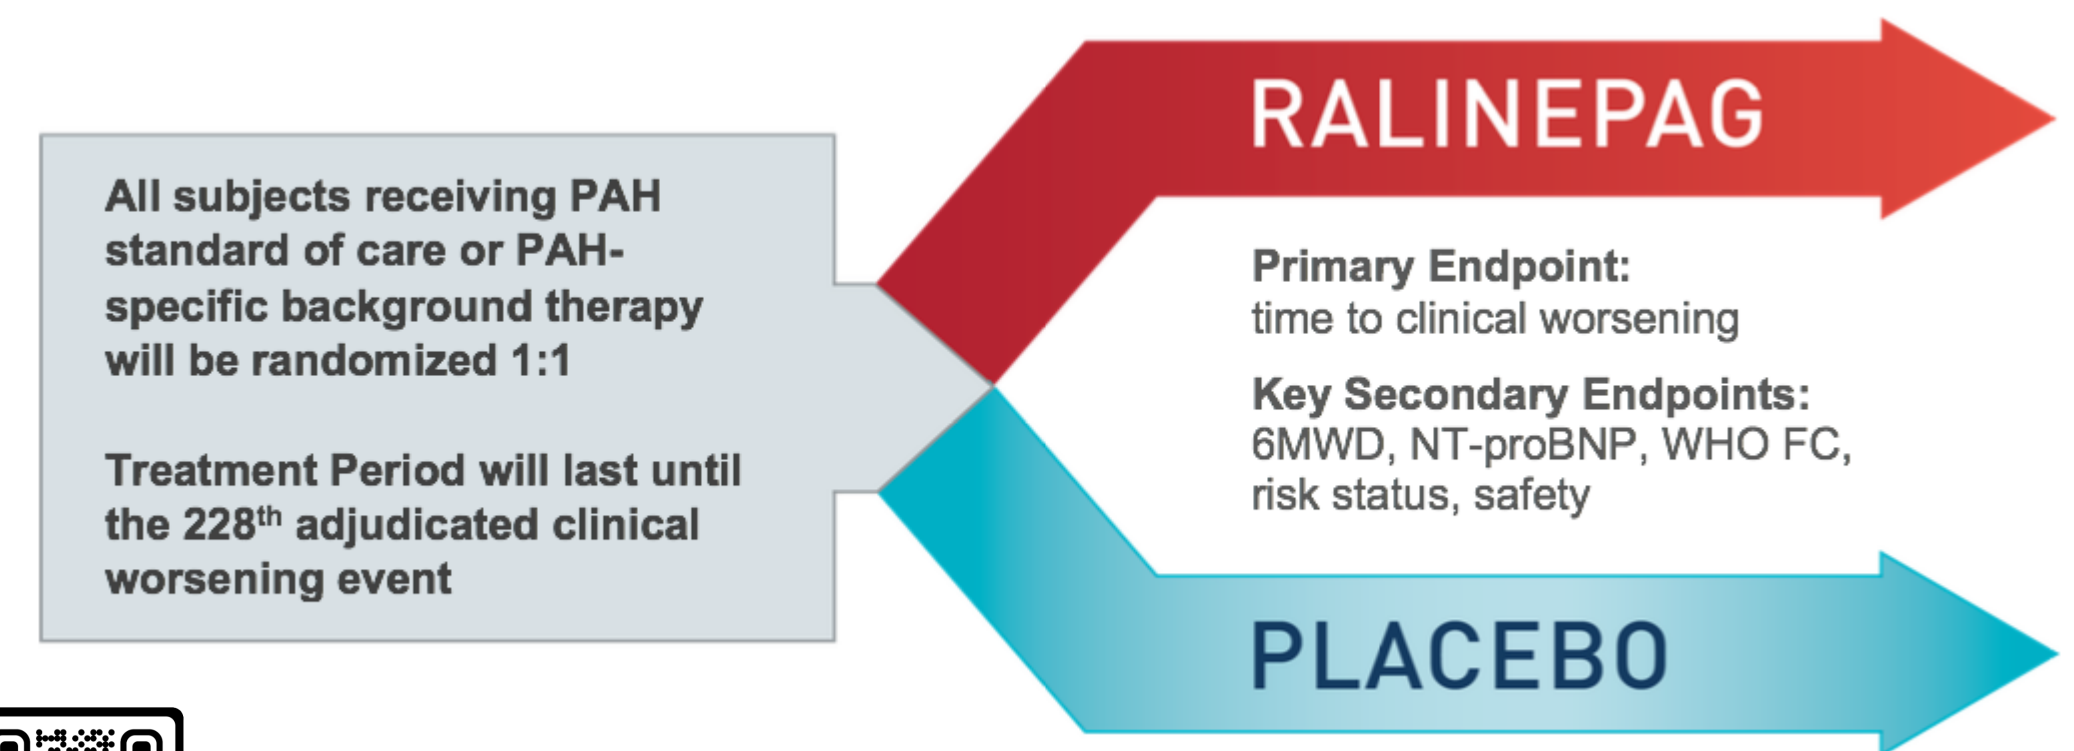 All subjects receiving PAH
standard of care or PAH-
specific background therapy
will be randomized 1:1
Treatment Period will last until
the 228th adjudicated clinical
worsening event
RALINEPAG
Primary Endpoint:
time to clinical worsening
Key Secondary Endpoints:
6MWD, NT-proBNP, WHO FC,
risk status, safety
PLACEBO